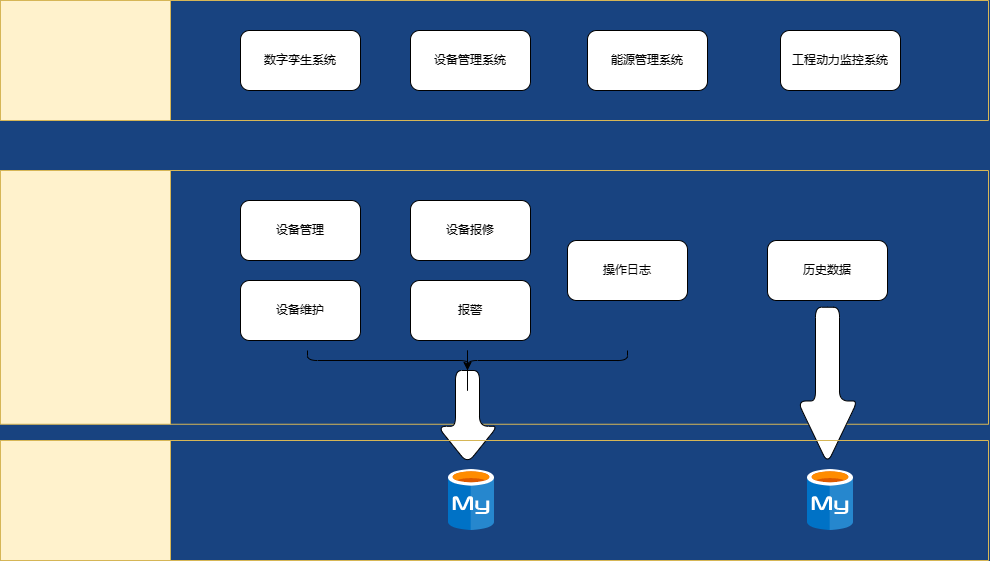 数字孪生系统
设备管理系统
能源管理系统
工程动力监控系统
设备管理
设备报修
操作日志
历史数据
设备维护
报警
My
My